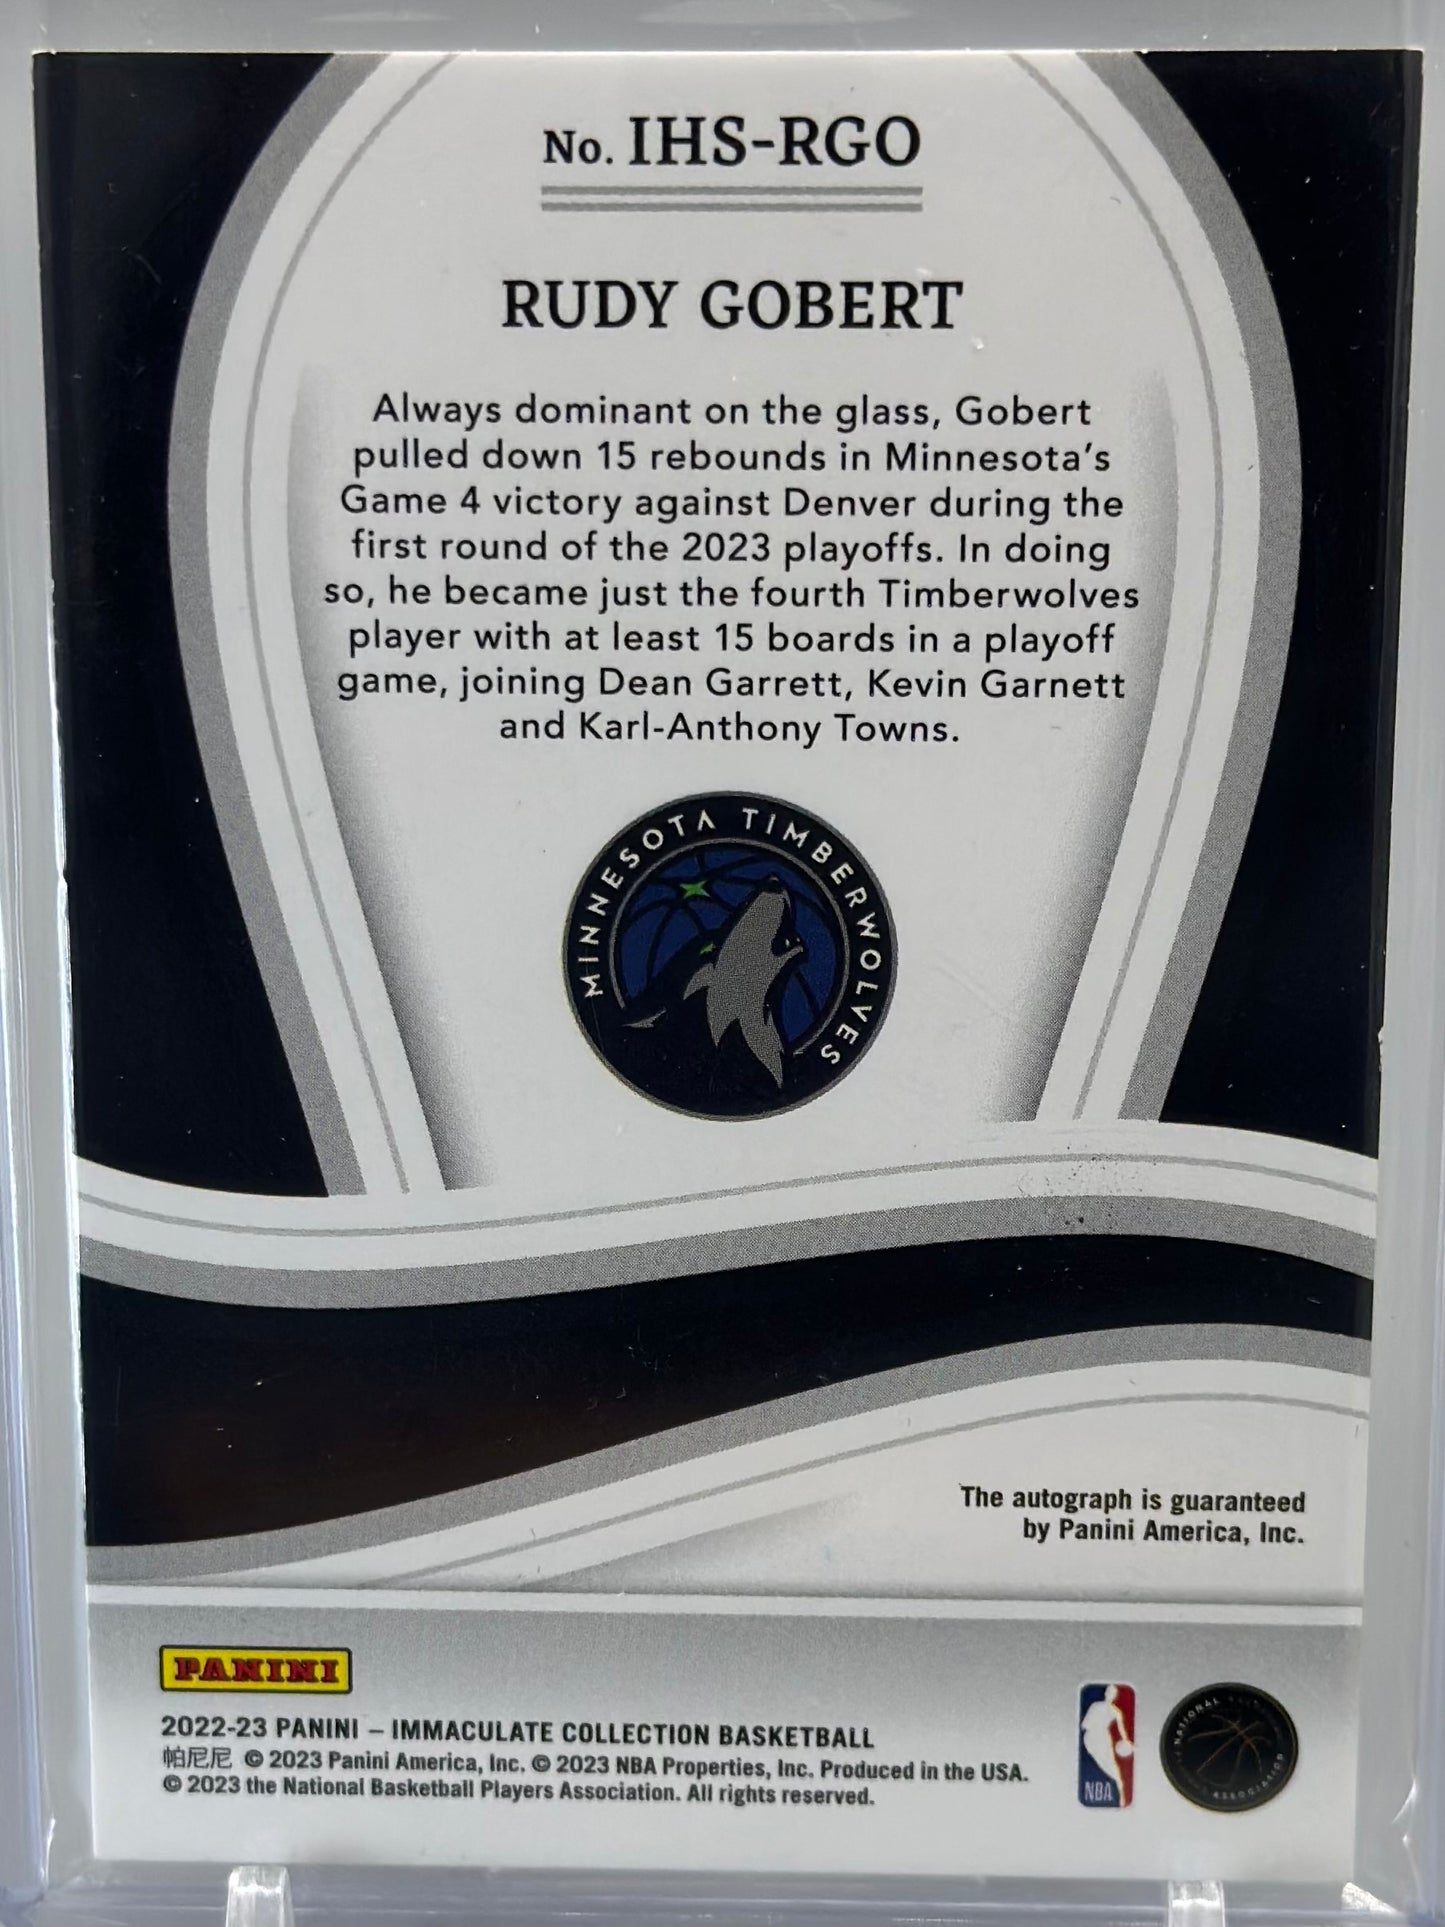 No. IHS-RGO
RUDY GOBERT
Always dominant on the glass, Gobert
pulled down 15 rebounds in Minnesota's
Game 4 victory against Denver during the
first round of the 2023 playoffs. In doing
so, he became just the fourth Timberwolves
player with at least 15 boards in a playoff
game, joining Dean Garrett, Kevin Garnett
and Karl-Anthony Towns.
MINNESOTA TIMBERWOLVES
The autograph is guaranteed
by Panini America, Inc.
PANINI
2022-23 PANINI – IMMACULATE COLLECTION BASKETBALL
帕尼尼 © 2023 Panini America, Inc. © 2023 NBA Properties, Inc. Produced in the USA.
© 2023 the National Basketball Players Association. All rights reserved.
NBA
NATIONAL
ASSOCIATION